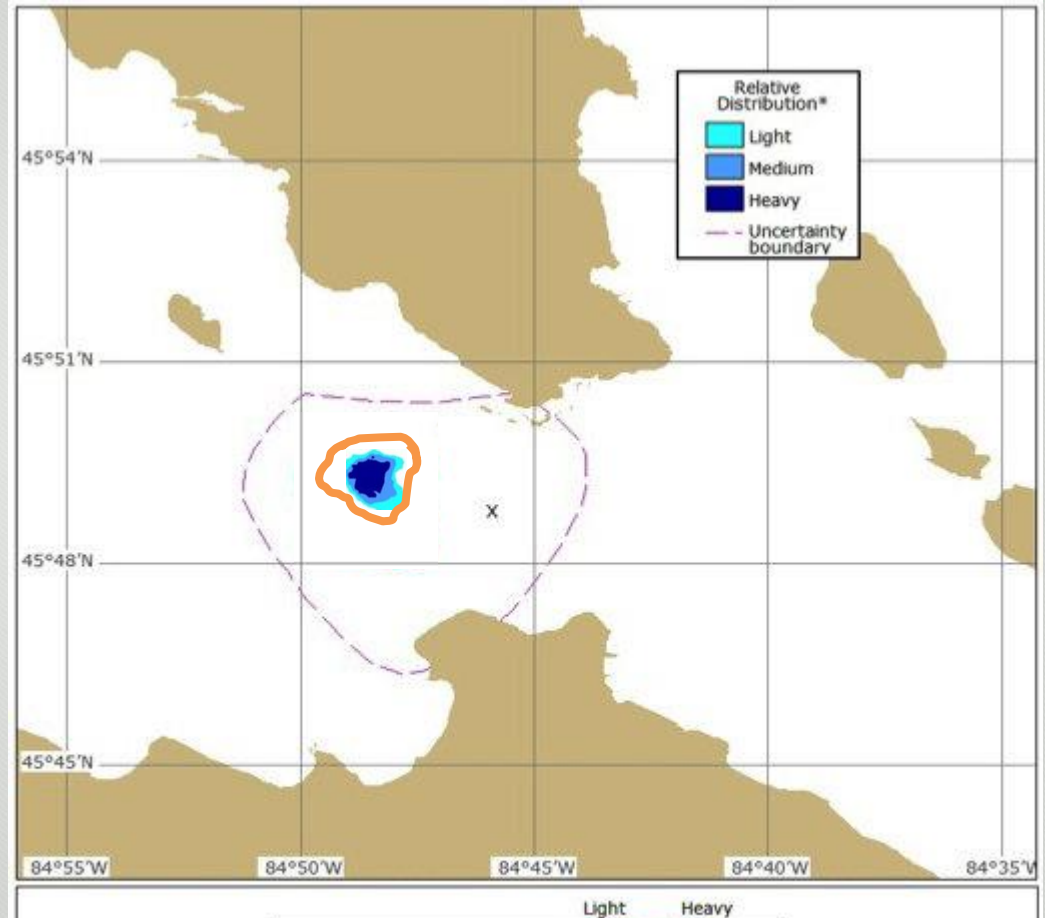 Relative
Distribution*
Light
Medium
Heavy
Uncertainty
boundary
45°54'N
45°51'N
X
45°48'N
45°45'N
84°55'W
84°50'W
84°45'W
84°40'W
84°35'W
Light
Heavy